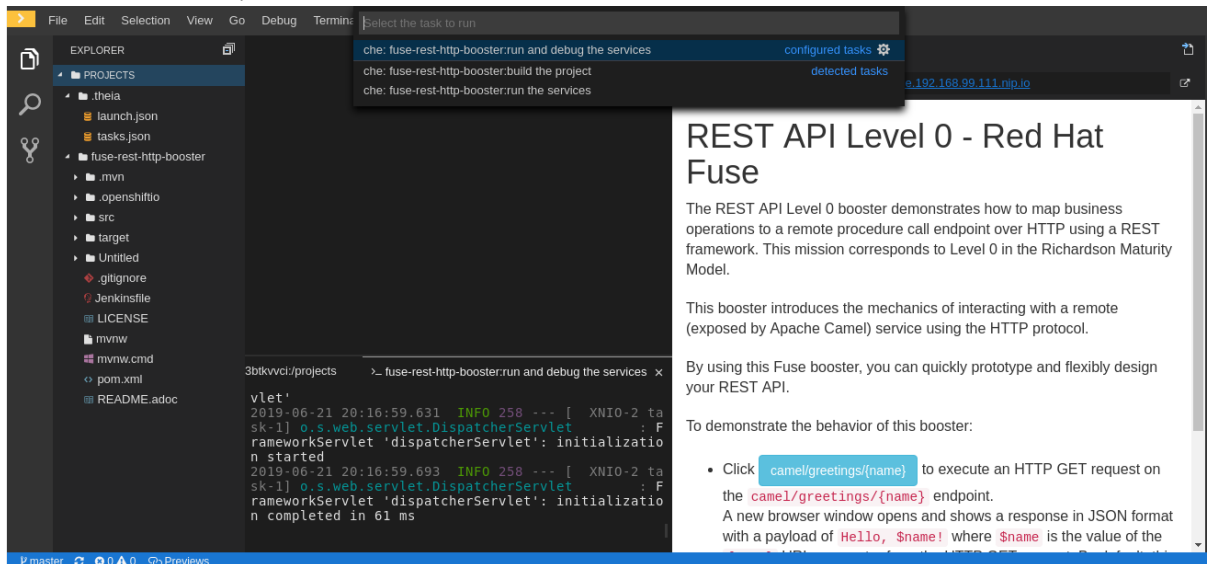 File Edit Selection View Go Debug Termina
Select the task to run
che: fuse-rest-http-booster:run and debug the services configured tasks
che: fuse-rest-http-booster:build the project detected tasks
che: fuse-rest-http-booster:run the services
EXPLORER
PROJECTS
.theia
launch.json
tasks.json
fuse-rest-http-booster
.mvn
.openshiftio
src
target
Untitled
.gitignore
Jenkinsfile
LICENSE
mvnw
mvnw.cmd
pom.xml
README.adoc
3btkvvci:/projects >_ fuse-rest-http-booster:run and debug the services ×
vlet'
2019-06-21 20:16:59.631 INFO 258 --- [ XNIO-2 ta
sk-1] o.s.web.servlet.DispatcherServlet : F
rameworkServlet 'dispatcherServlet': initializatio
n started
2019-06-21 20:16:59.693 INFO 258 --- [ XNIO-2 ta
sk-1] o.s.web.servlet.DispatcherServlet : F
rameworkServlet 'dispatcherServlet': initializatio
n completed in 61 ms
e.192.168.99.111.nip.io
REST API Level 0 - Red Hat
Fuse
The REST API Level 0 booster demonstrates how to map business
operations to a remote procedure call endpoint over HTTP using a REST
framework. This mission corresponds to Level 0 in the Richardson Maturity
Model.
This booster introduces the mechanics of interacting with a remote
(exposed by Apache Camel) service using the HTTP protocol.
By using this Fuse booster, you can quickly prototype and flexibly design
your REST API.
To demonstrate the behavior of this booster:
• Click camel/greetings/{name} to execute an HTTP GET request on
the camel/greetings/{name} endpoint.
A new browser window opens and shows a response in JSON format
with a payload of Hello, $name! where $name is the value of the
master 0 0 Previews